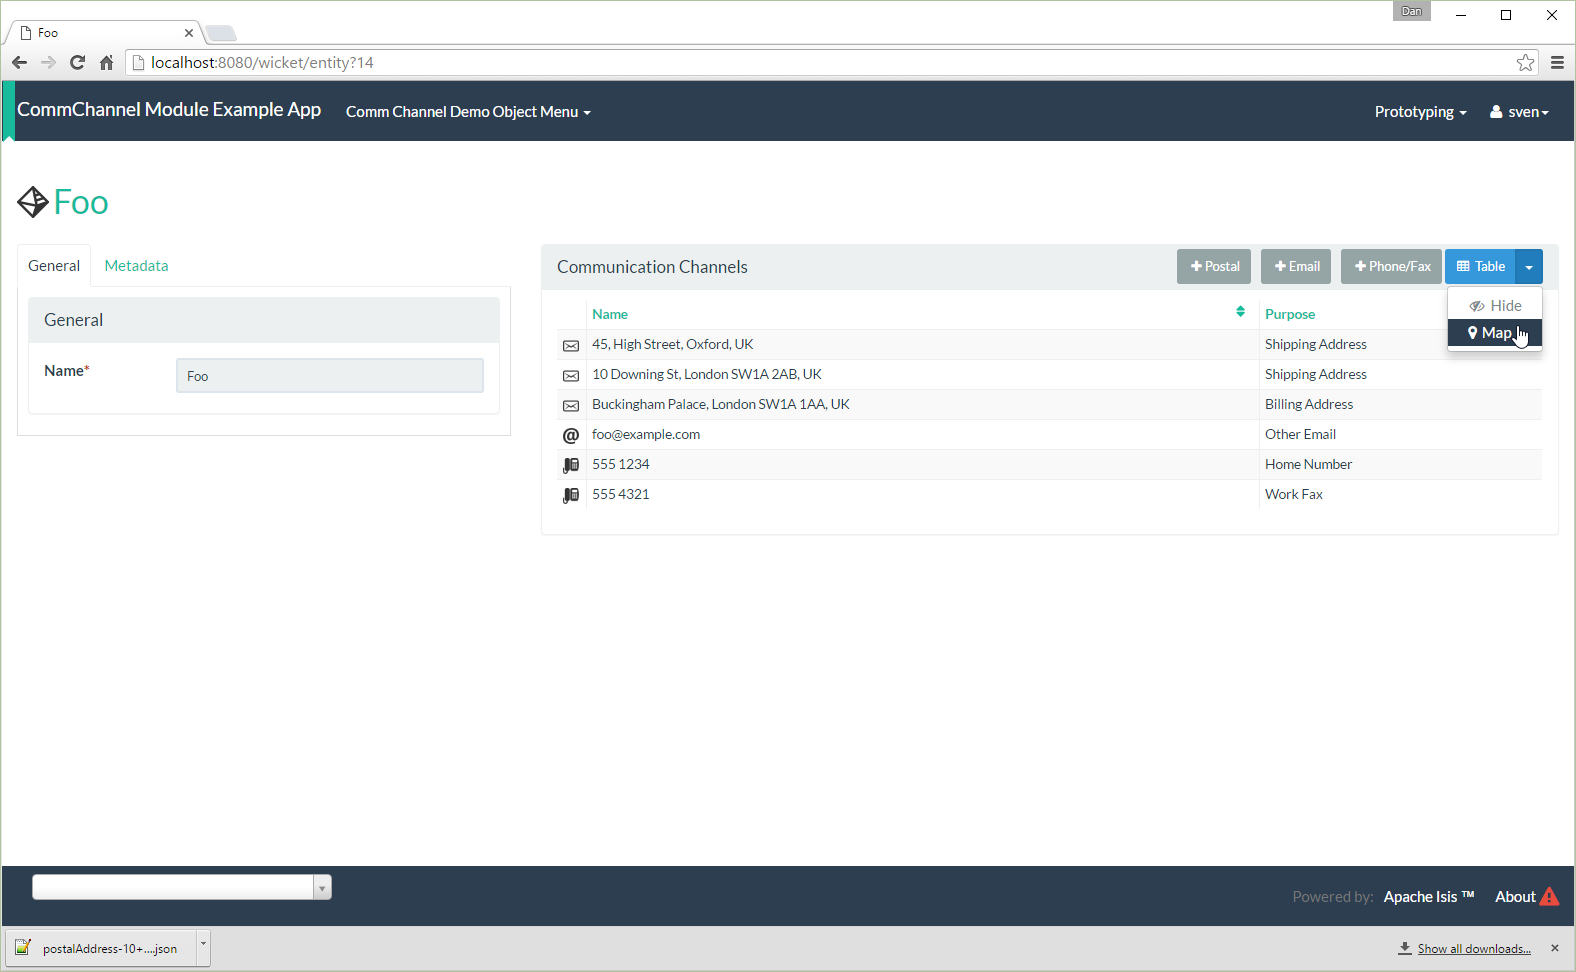 Dan
Foo
localhost:8080/wicket/entity?14
CommChannel Module Example App Comm Channel Demo Object Menu Prototyping sven
Foo
General Metadata
General
Name* Foo
Communication Channels Postal Email Phone/Fax Table
Hide
Map
Name Purpose
45, High Street, Oxford, UK Shipping Address
10 Downing St, London SW1A 2AB, UK Shipping Address
Buckingham Palace, London SW1A 1AA, UK Billing Address
@ foo@example.com Other Email
555 1234 Home Number
555 4321 Work Fax
Powered by: Apache Isis ™ About
postalAddress-10+....json Show all downloads...